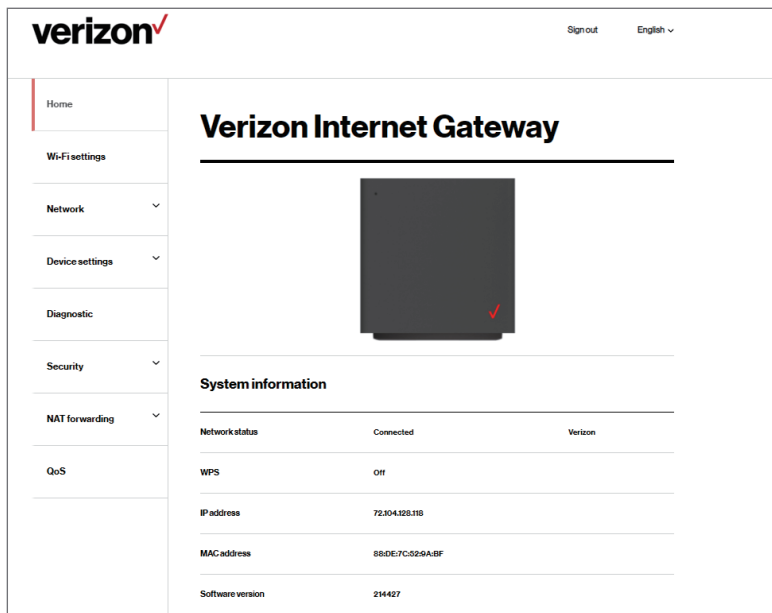 verizon
Sign out English
Home
Verizon Internet Gateway
Wi-Fi settings
Network
Device settings
Diagnostic
Security
System information
NAT forwarding
Network status Connected Verizon
QoS
WPS Off
IP address 72.104.128.118
MAC address 88:DE:7C:52:9A:BF
Software version 214427